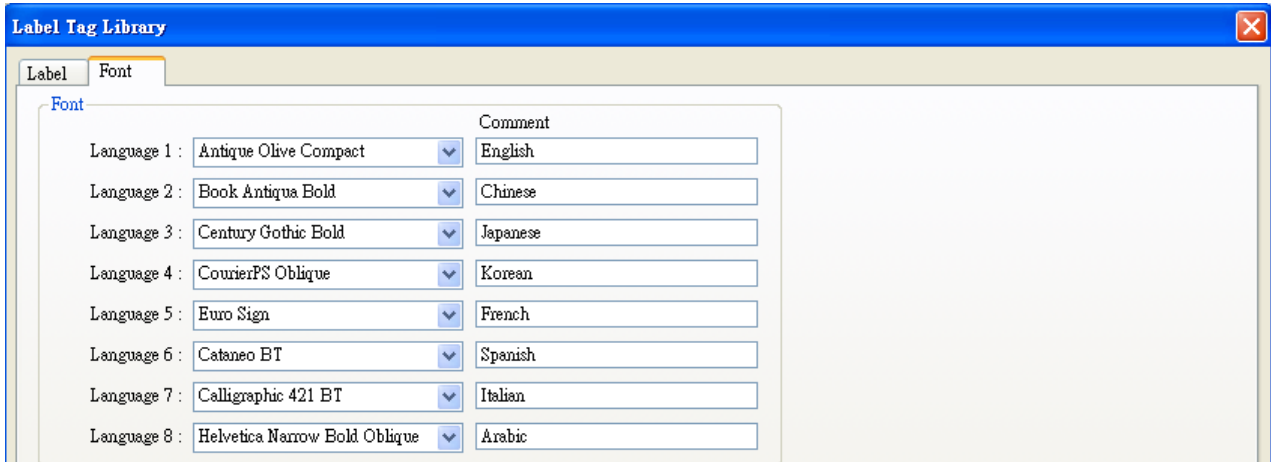 Label Tag Library
Label Font
Font
Comment
Language 1 : Antique Olive Compact English
Language 2 : Book Antiqua Bold Chinese
Language 3 : Century Gothic Bold Japanese
Language 4 : CourierPS Oblique Korean
Language 5 : Euro Sign French
Language 6 : Cataneo BT Spanish
Language 7 : Calligraphic 421 BT Italian
Language 8 : Helvetica Narrow Bold Oblique Arabic